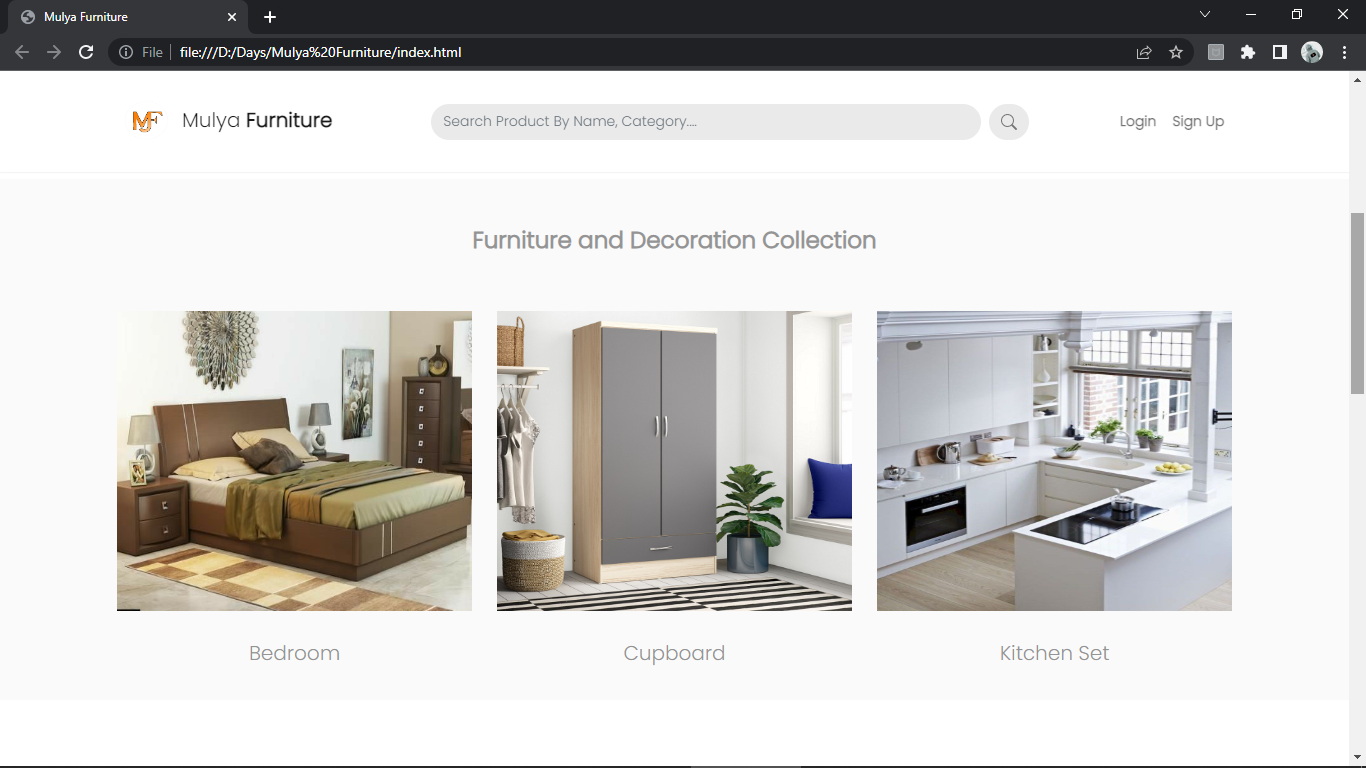 Mulya Furniture
File file:///D:/Days/Mulya%20Furniture/index.html
MF Mulya Furniture Search Product By Name, Category.... Login Sign Up
Furniture and Decoration Collection
Bedroom Cupboard Kitchen Set